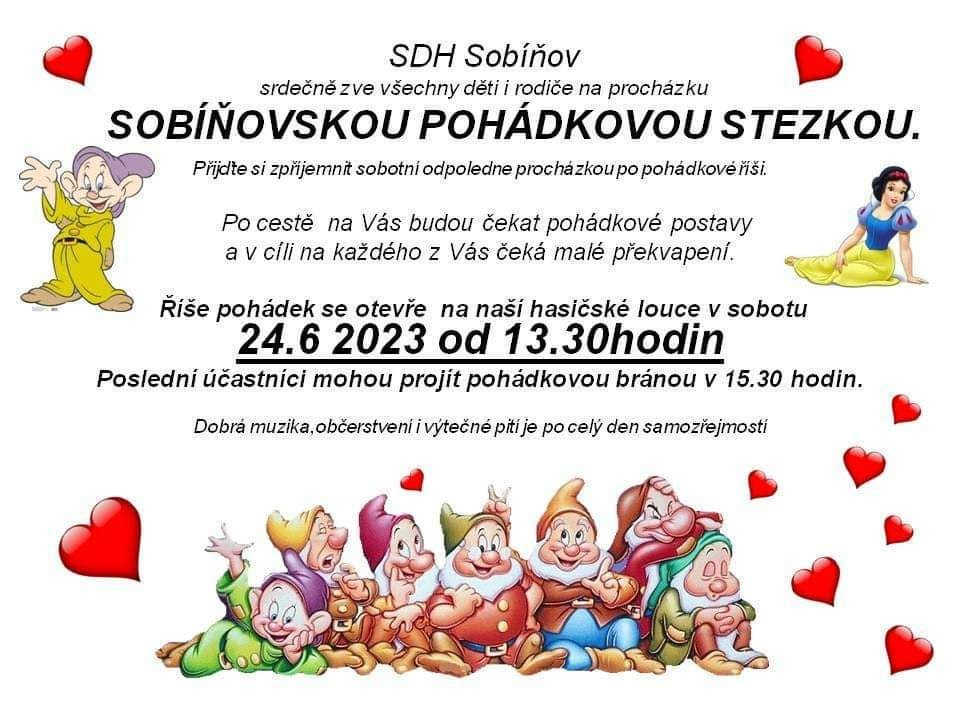 SDH Sobíňov
srdečně zve všechny děti i rodiče na procházku
SOBÍŇOVSKOU POHÁDKOVOU STEZKOU.
Přijďte si zpříjemnit sobotní odpoledne procházkou po pohádkové říši.
Po cestě na Vás budou čekat pohádkové postavy
a v cíli na každého z Vás čeká malé překvapení.
Říše pohádek se otevře na naší hasičské louce v sobotu
24.6 2023 od 13.30hodin
Poslední účastníci mohou projít pohádkovou bránou v 15.30 hodin.
Dobrá muzika,občerstvení i výtečné pití je po celý den samozřejmostí